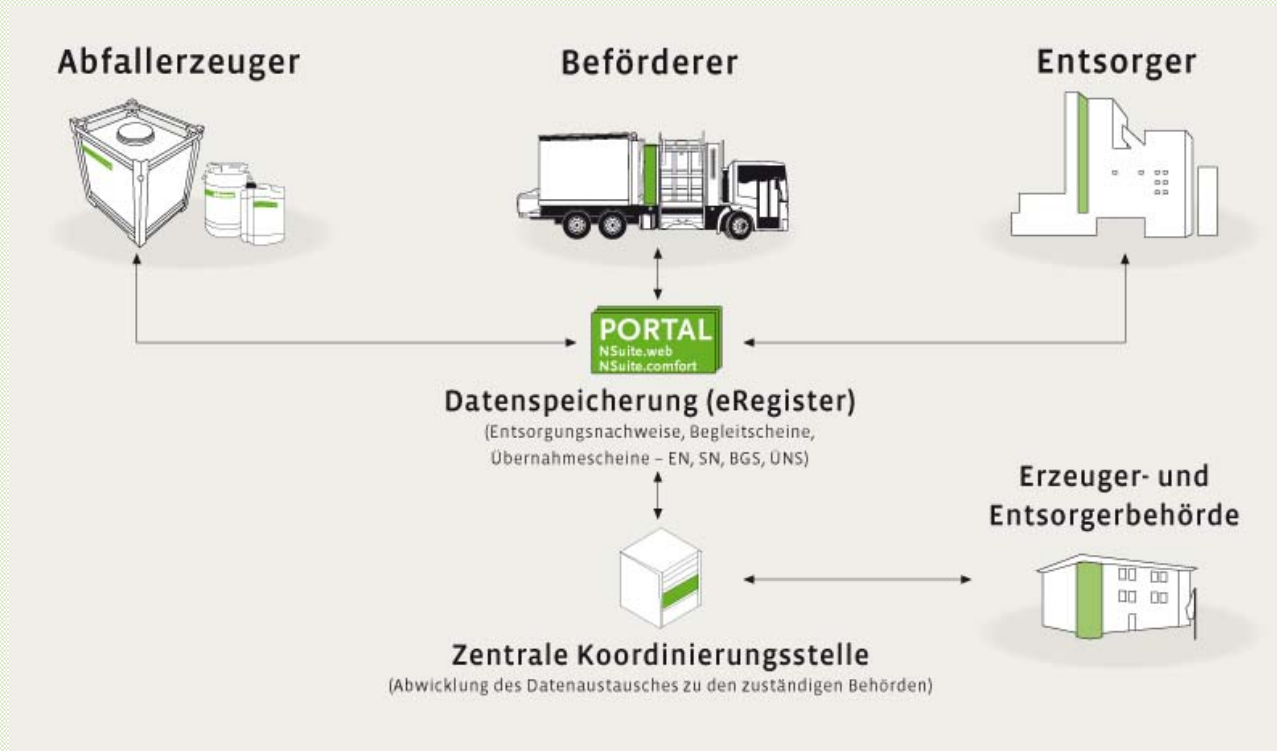 Abfallerzeuger
Beförderer
Entsorger
PORTAL
NSuite.web
NSuite.comfort
Datenspeicherung (eRegister)
(Entsorgungsnachweise, Begleitscheine,
Übernahmescheine – EN, SN, BGS, ÜNS)
Erzeuger- und
Entsorgerbehörde
Zentrale Koordinierungsstelle
(Abwicklung des Datenaustausches zu den zuständigen Behörden)